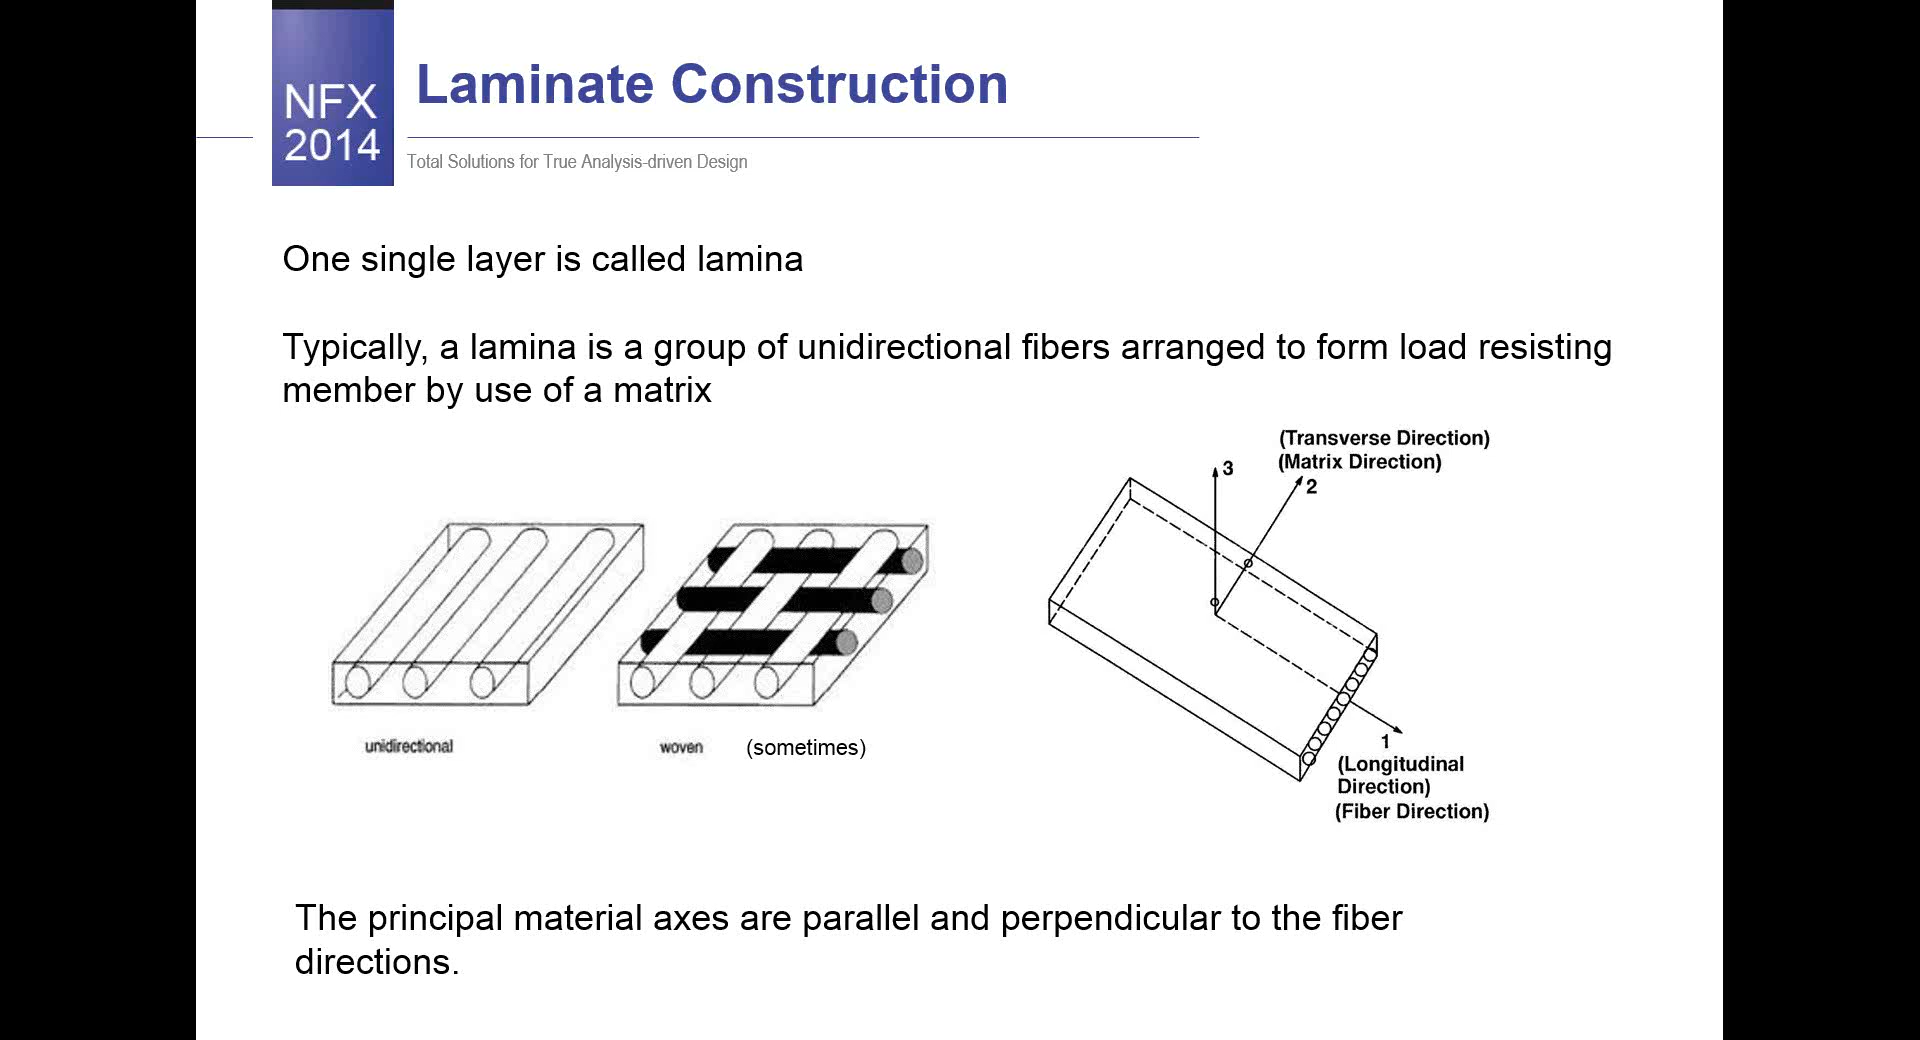 NFX
2014
Laminate Construction
Total Solutions for True Analysis-driven Design
One single layer is called lamina
Typically, a lamina is a group of unidirectional fibers arranged to form load resisting
member by use of a matrix
unidirectional
woven
(sometimes)
(Transverse Direction)
(Matrix Direction)
3
2
1
(Longitudinal
Direction)
(Fiber Direction)
The principal material axes are parallel and perpendicular to the fiber
directions.